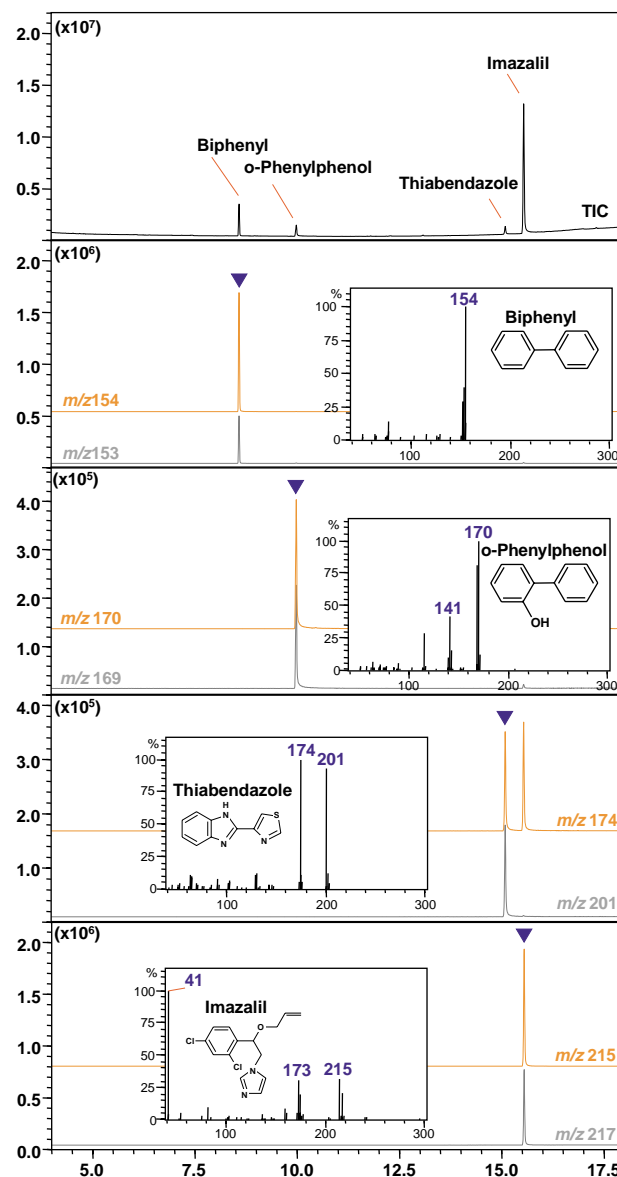 (x10⁷)
2.0
1.5
1.0
0.5
Imazalil
Biphenyl
o-Phenylphenol
Thiabendazole
TIC
(x10⁶)
2.0
1.5
1.0
0.5
m/z154
m/z153
%
100
75
50
25
0
154
Biphenyl
100
200
300
(x10⁵)
4.0
3.0
2.0
1.0
m/z 170
m/z 169
%
100
75
50
25
0
170
141
o-Phenylphenol
OH
100
200
300
(x10⁵)
4.0
3.0
2.0
1.0
%
100
75
50
25
0
174
201
Thiabendazole
H
N
S
N
N
100
200
300
m/z 174
m/z 201
(x10⁶)
2.0
1.5
1.0
0.5
0.0
%
100
75
50
25
0
41
Imazalil
O
Cl
Cl
N
N
173
215
100
200
300
m/z 215
m/z 217
5.0
7.5
10.0
12.5
15.0
17.5